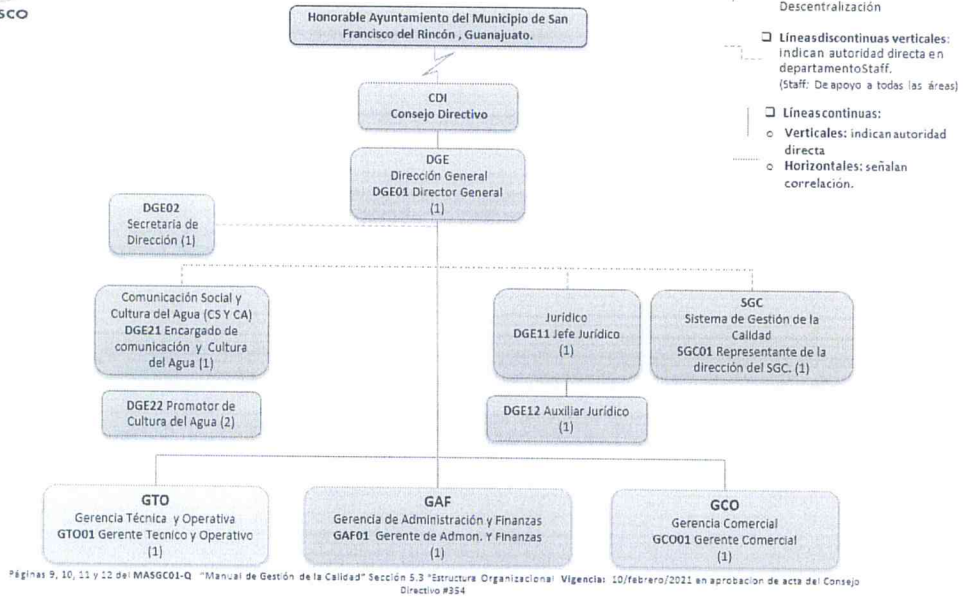 SCO
Honorable Ayuntamiento del Municipio de San
Francisco del Rincón , Guanajuato.
Descentralización
❑ Líneasdiscontinuas verticales:
indican autoridad directa en
departamentoStaff.
(Staff: De apoyo a todas las áreas)
❑ Líneascontinuas:
o Verticales: indican autoridad
directa
o Horizontales: señalan
correlación.
CDI
Consejo Directivo
DGE
Dirección General
DGE01 Director General
(1)
DGE02
Secretaria de
Dirección (1)
Comunicación Social y
Cultura del Agua (CS Y CA)
DGE21 Encargado de
comunicación y Cultura
del Agua (1)
Jurídico
DGE11 Jefe Jurídico
(1)
SGC
Sistema de Gestión de la
Calidad
SGC01 Representante de la
dirección del SGC. (1)
DGE22 Promotor de
Cultura del Agua (2)
DGE12 Auxiliar Jurídico
(1)
GTO
Gerencia Técnica y Operativa
GTO01 Gerente Tecnico y Operativo
(1)
GAF
Gerencia de Administración y Finanzas
GAF01 Gerente de Admon. Y Finanzas
(1)
GCO
Gerencia Comercial
GCO01 Gerente Comercial
(1)
Páginas 9, 10, 11 y 12 del MASGC01-Q "Manual de Gestión de la Calidad" Sección 5.3 "Estructura Organizacional Vigencia: 10/febrero/2021 en aprobacion de acta del Consejo
Directivo #354